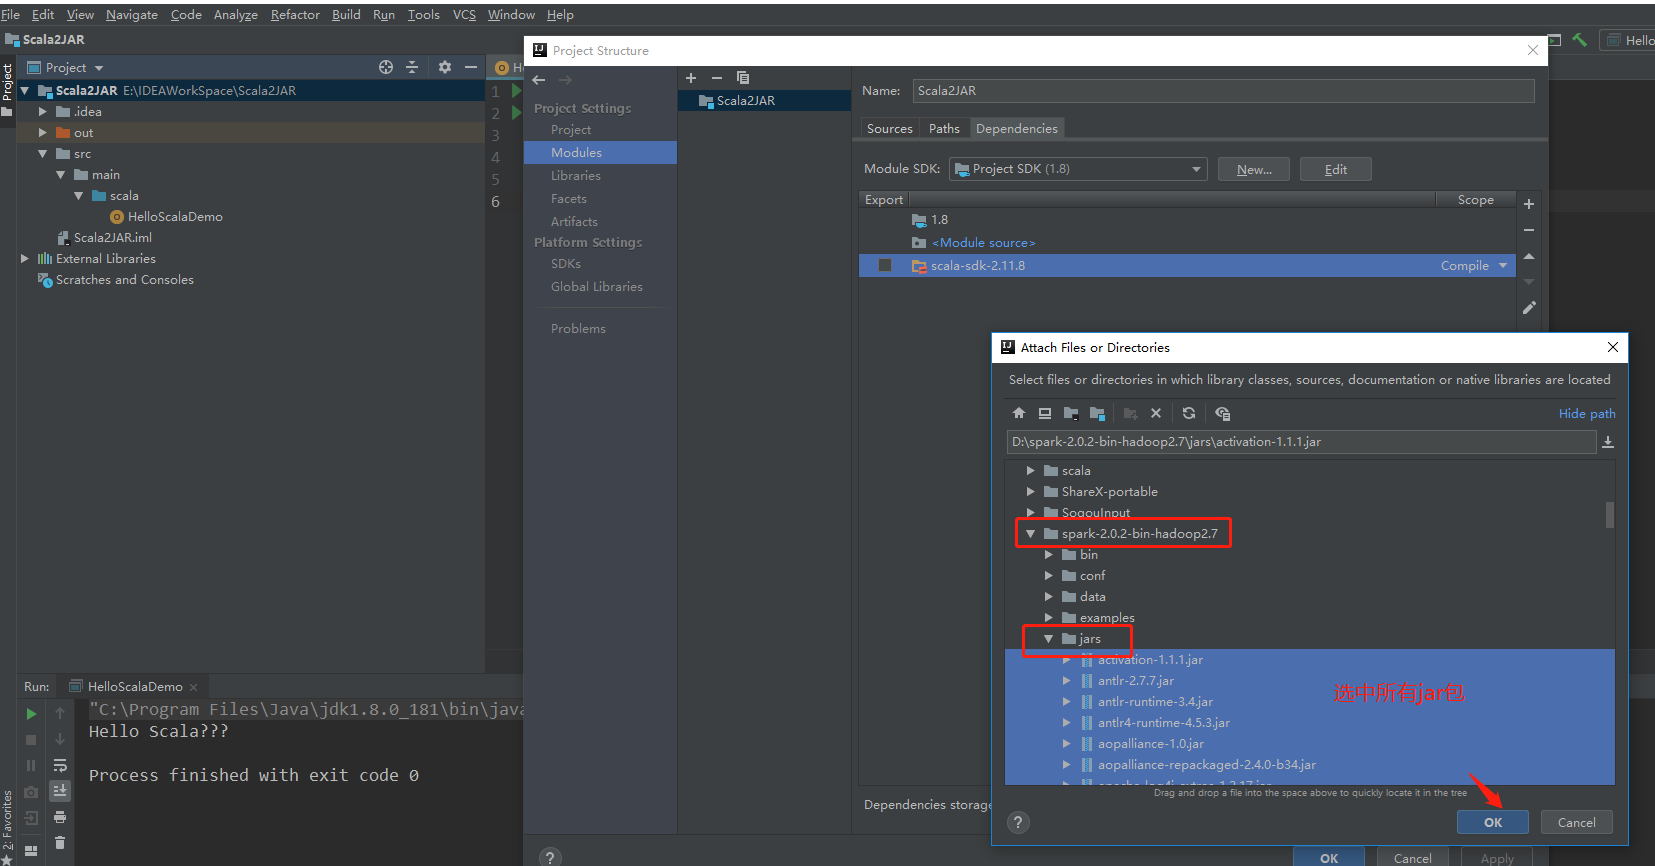 File Edit View Navigate Code Analyze Refactor Build Run Tools VCS Window Help
Scala2JAR
Hello
Project
Project
Scala2JAR E:\IDEAWorkSpace\Scala2JAR
.idea
out
src
main
scala
HelloScalaDemo
Scala2JAR.iml
External Libraries
Scratches and Consoles
1
2
3
4
5
6
Project Structure
Project Settings
Project
Modules
Libraries
Facets
Artifacts
Platform Settings
SDKs
Global Libraries
Problems
Scala2JAR
Name: Scala2JAR
Sources Paths Dependencies
Module SDK: Project SDK (1.8) New... Edit
Export Scope
1.8
<Module source>
scala-sdk-2.11.8 Compile
Dependencies storage
OK Cancel Apply
Attach Files or Directories
Select files or directories in which library classes, sources, documentation or native libraries are located
Hide path
D:\spark-2.0.2-bin-hadoop2.7\jars\activation-1.1.1.jar
scala
ShareX-portable
SogouInput
spark-2.0.2-bin-hadoop2.7
bin
conf
data
examples
jars
activation-1.1.1.jar
antlr-2.7.7.jar
antlr-runtime-3.4.jar
antlr4-runtime-4.5.3.jar
aopalliance-1.0.jar
aopalliance-repackaged-2.4.0-b34.jar
选中所有jar包
Drag and drop a file into the space above to quickly locate it in the tree
? OK Cancel
Run: HelloScalaDemo
"C:\Program Files\Java\jdk1.8.0_181\bin\java
Hello Scala???
Process finished with exit code 0
2: Favorites
?